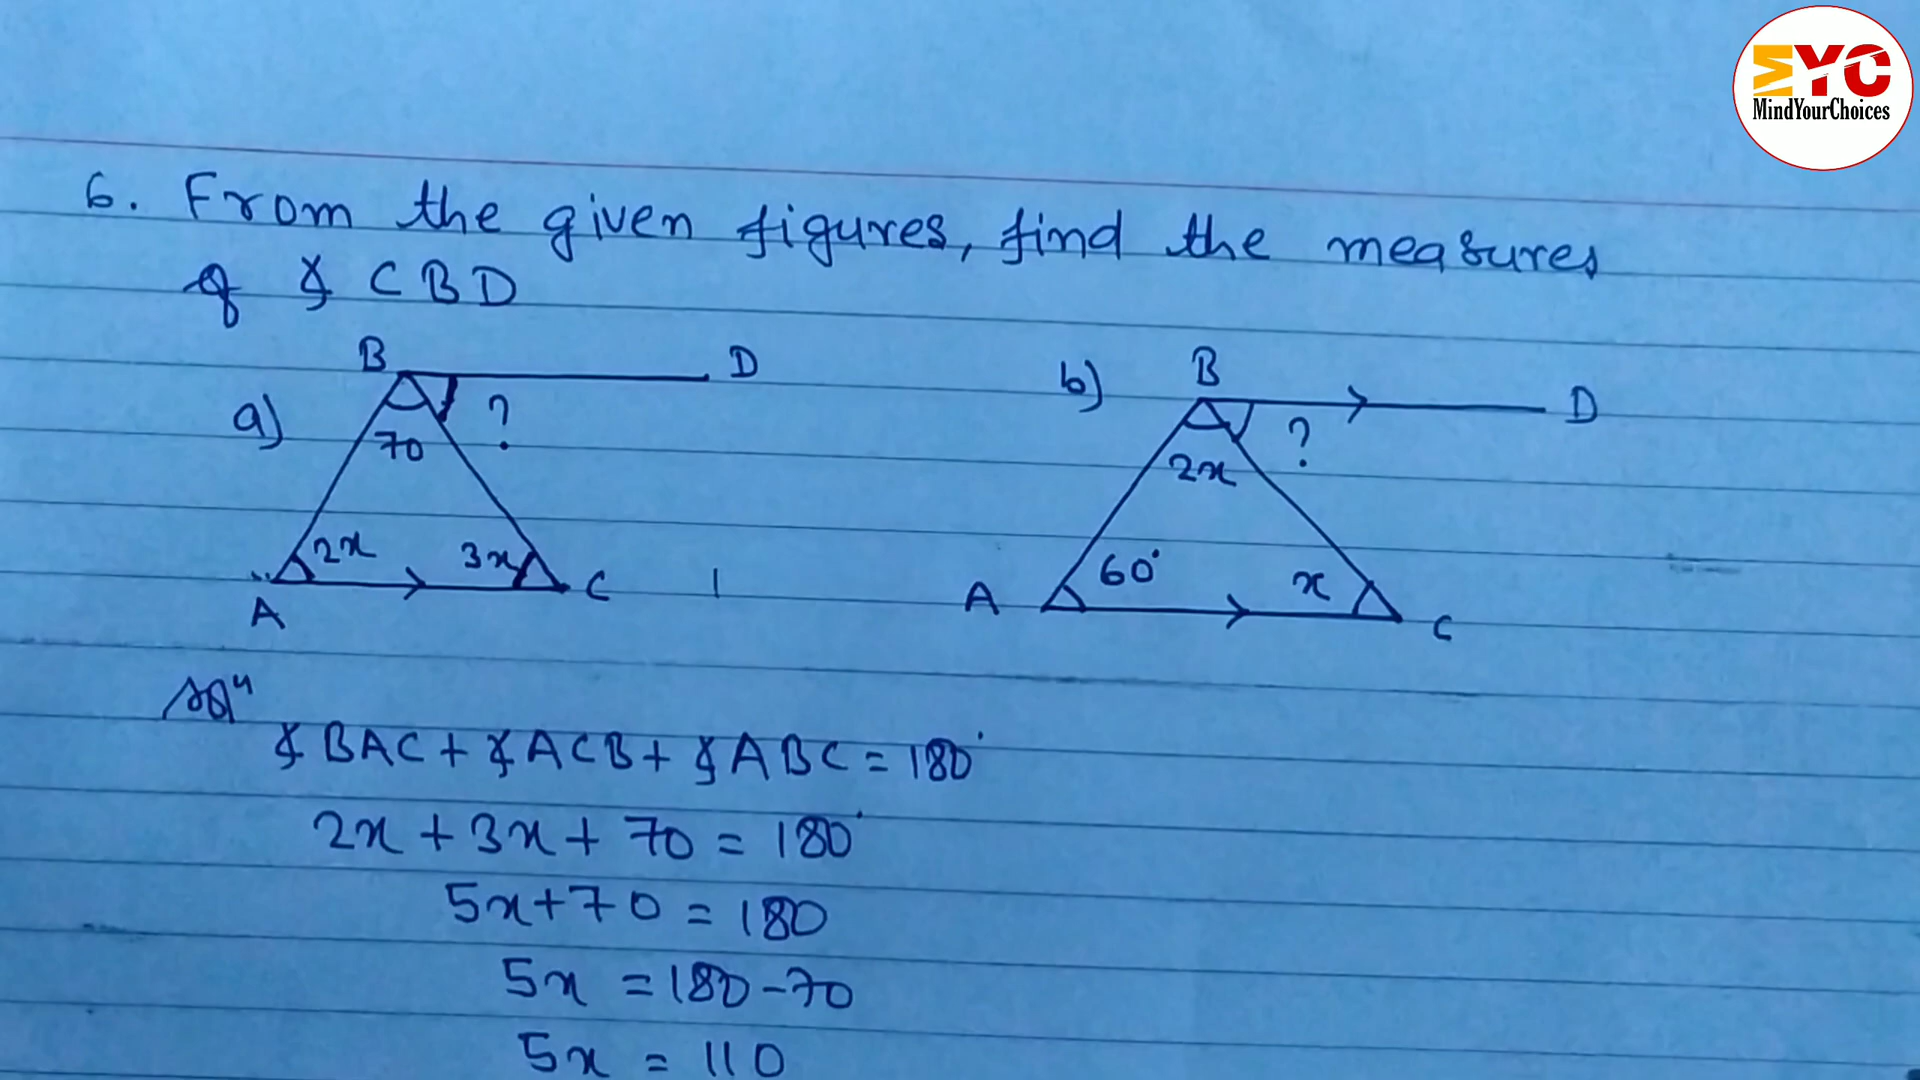 MYC
MindYourChoices
6. From the given figures, find the measures
of ∡ CBD
a)
B
D
70
?
2x
3x
A
C
b)
B
D
2x
?
60°
x
A
C
Solⁿ
∡BAC + ∡ACB + ∡ABC = 180°
2x + 3x + 70 = 180°
5x + 70 = 180
5x = 180 - 70
5x = 110